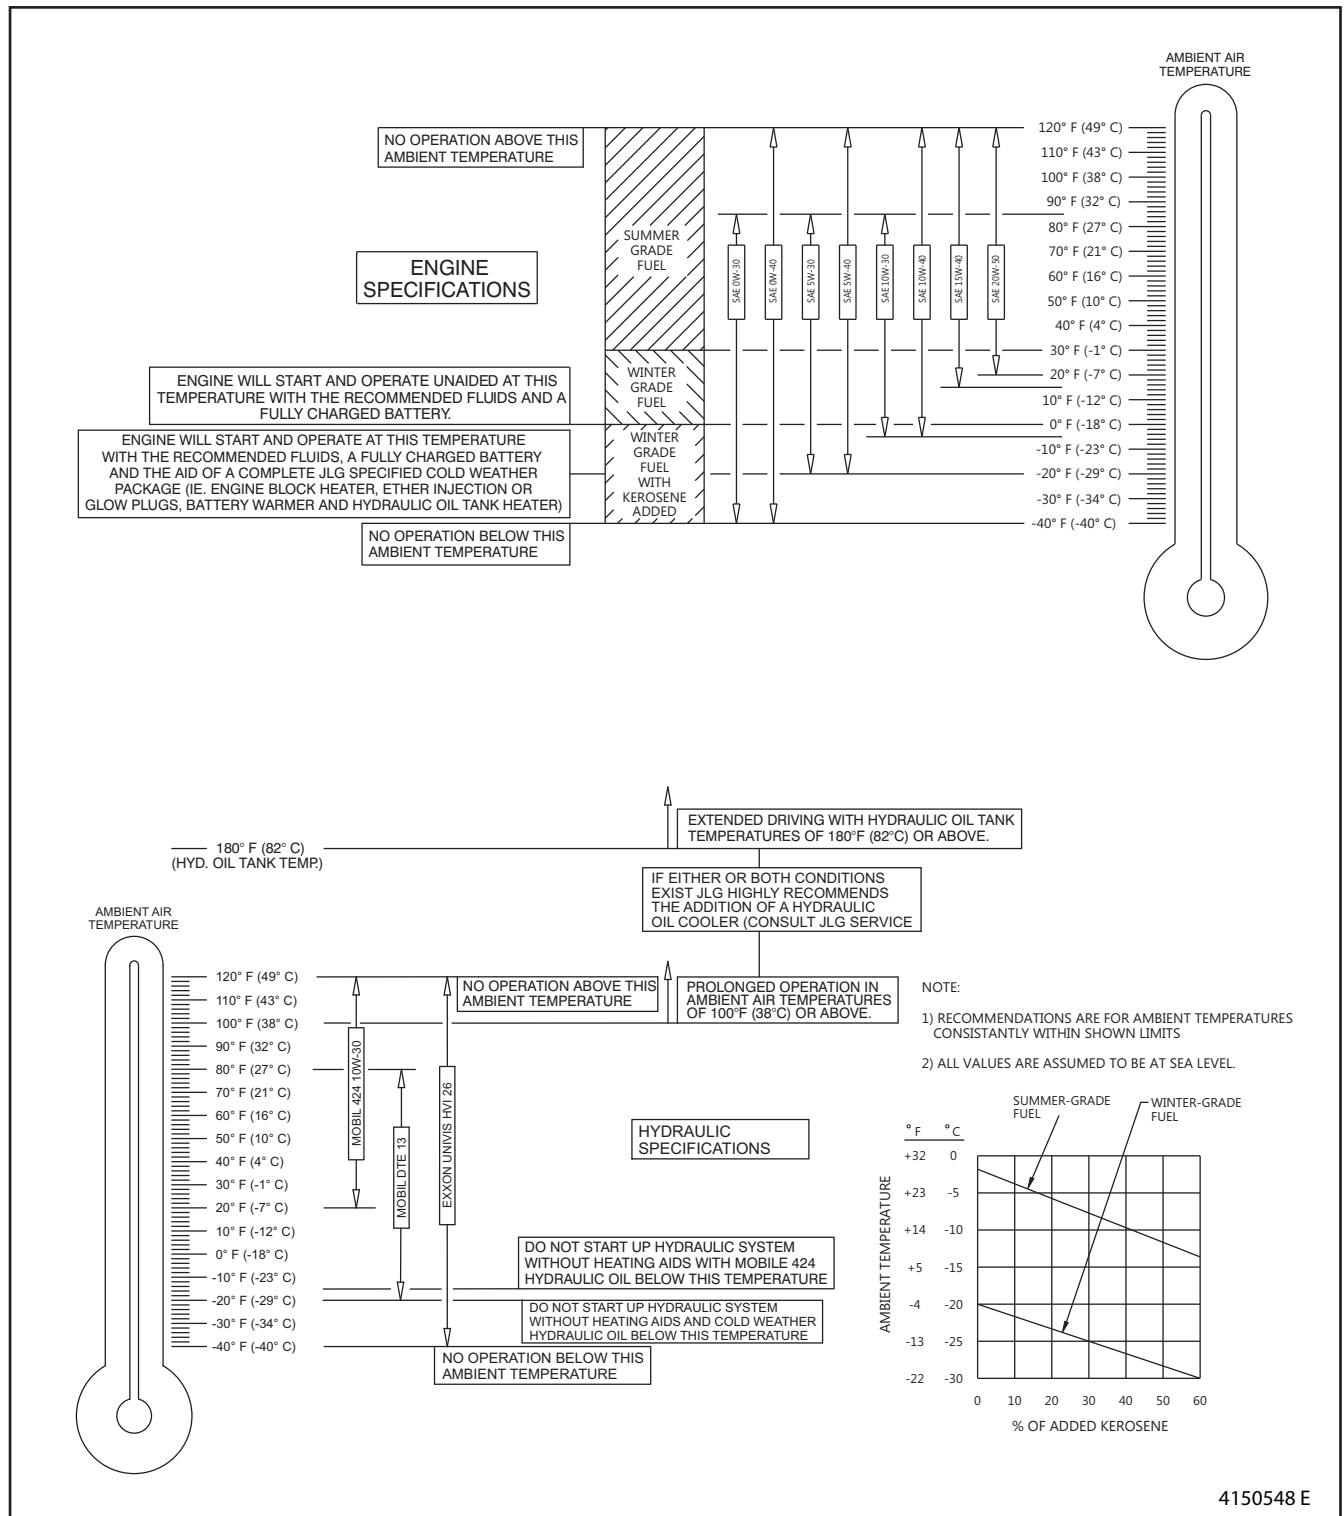 AMBIENT AIR
TEMPERATURE
120° F (49° C)
110° F (43° C)
100° F (38° C)
90° F (32° C)
80° F (27° C)
70° F (21° C)
60° F (16° C)
50° F (10° C)
40° F (4° C)
30° F (-1° C)
20° F (-7° C)
10° F (-12° C)
0° F (-18° C)
-10° F (-23° C)
-20° F (-29° C)
-30° F (-34° C)
-40° F (-40° C)
NO OPERATION ABOVE THIS
AMBIENT TEMPERATURE
ENGINE
SPECIFICATIONS
SUMMER
GRADE
FUEL
SAE 0W-30
SAE 0W-40
SAE 5W-30
SAE 5W-40
SAE 10W-30
SAE 10W-40
SAE 15W-40
SAE 20W-50
ENGINE WILL START AND OPERATE UNAIDED AT THIS
TEMPERATURE WITH THE RECOMMENDED FLUIDS AND A
FULLY CHARGED BATTERY.
WINTER
GRADE
FUEL
ENGINE WILL START AND OPERATE AT THIS TEMPERATURE
WITH THE RECOMMENDED FLUIDS, A FULLY CHARGED BATTERY
AND THE AID OF A COMPLETE JLG SPECIFIED COLD WEATHER
PACKAGE (IE. ENGINE BLOCK HEATER, ETHER INJECTION OR
GLOW PLUGS, BATTERY WARMER AND HYDRAULIC OIL TANK HEATER)
WINTER
GRADE
FUEL
WITH
KEROSENE
ADDED
NO OPERATION BELOW THIS
AMBIENT TEMPERATURE
180° F (82° C)
(HYD. OIL TANK TEMP.)
EXTENDED DRIVING WITH HYDRAULIC OIL TANK
TEMPERATURES OF 180°F (82°C) OR ABOVE.
IF EITHER OR BOTH CONDITIONS
EXIST JLG HIGHLY RECOMMENDS
THE ADDITION OF A HYDRAULIC
OIL COOLER (CONSULT JLG SERVICE
AMBIENT AIR
TEMPERATURE
120° F (49° C)
110° F (43° C)
100° F (38° C)
90° F (32° C)
80° F (27° C)
70° F (21° C)
60° F (16° C)
50° F (10° C)
40° F (4° C)
30° F (-1° C)
20° F (-7° C)
10° F (-12° C)
0° F (-18° C)
-10° F (-23° C)
-20° F (-29° C)
-30° F (-34° C)
-40° F (-40° C)
MOBIL 424 10W-30
MOBIL DTE 13
EXXON UNIVIS HVI 26
NO OPERATION ABOVE THIS
AMBIENT TEMPERATURE
PROLONGED OPERATION IN
AMBIENT AIR TEMPERATURES
OF 100°F (38°C) OR ABOVE.
HYDRAULIC
SPECIFICATIONS
DO NOT START UP HYDRAULIC SYSTEM
WITHOUT HEATING AIDS WITH MOBILE 424
HYDRAULIC OIL BELOW THIS TEMPERATURE
DO NOT START UP HYDRAULIC SYSTEM
WITHOUT HEATING AIDS AND COLD WEATHER
HYDRAULIC OIL BELOW THIS TEMPERATURE
NO OPERATION BELOW THIS
AMBIENT TEMPERATURE
NOTE:
1) RECOMMENDATIONS ARE FOR AMBIENT TEMPERATURES
CONSISTANTLY WITHIN SHOWN LIMITS
2) ALL VALUES ARE ASSUMED TO BE AT SEA LEVEL.
SUMMER-GRADE
FUEL
WINTER-GRADE
FUEL
° F ° C
+32 0
+23 -5
+14 -10
+5 -15
-4 -20
-13 -25
-22 -30
AMBIENT TEMPERATURE
0 10 20 30 40 50 60
% OF ADDED KEROSENE
4150548 E